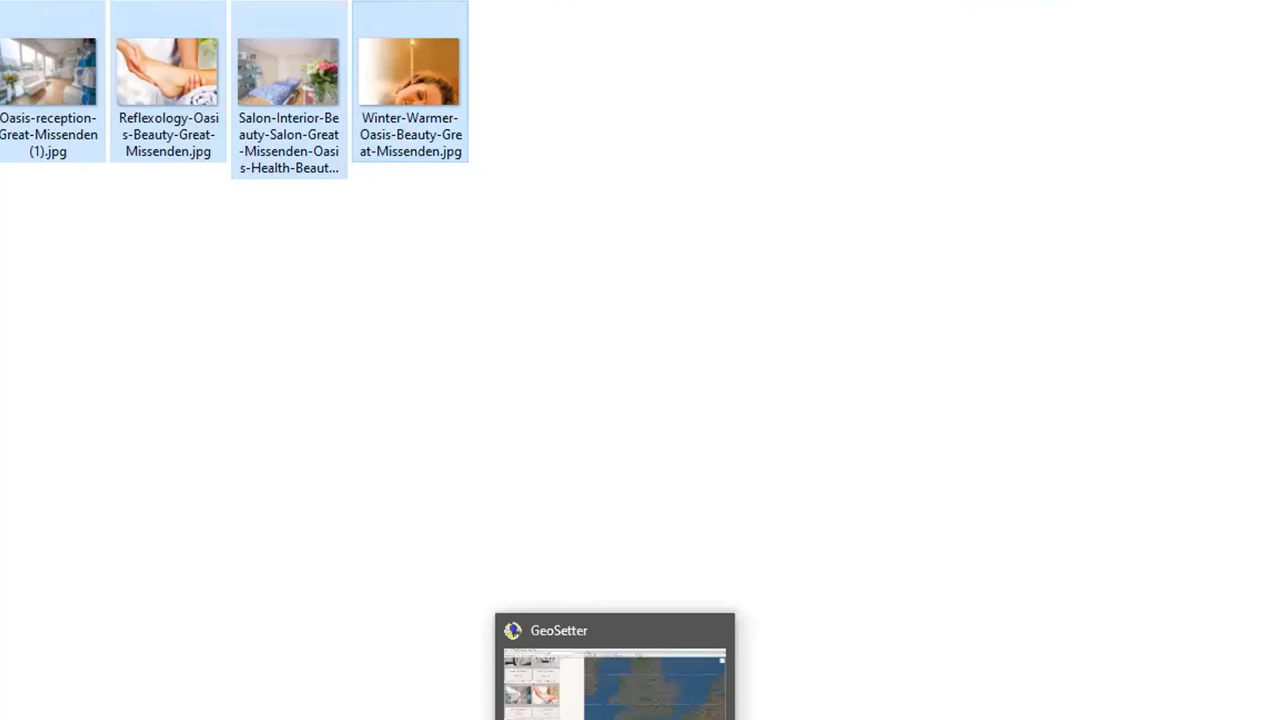 Oasis-reception-
Great-Missenden
(1).jpg
Reflexology-Oasi
s-Beauty-Great-
Missenden.jpg
Salon-Interior-Be
auty-Salon-Great
-Missenden-Oasi
s-Health-Beaut...
Winter-Warmer-
Oasis-Beauty-Gre
at-Missenden.jpg
GeoSetter